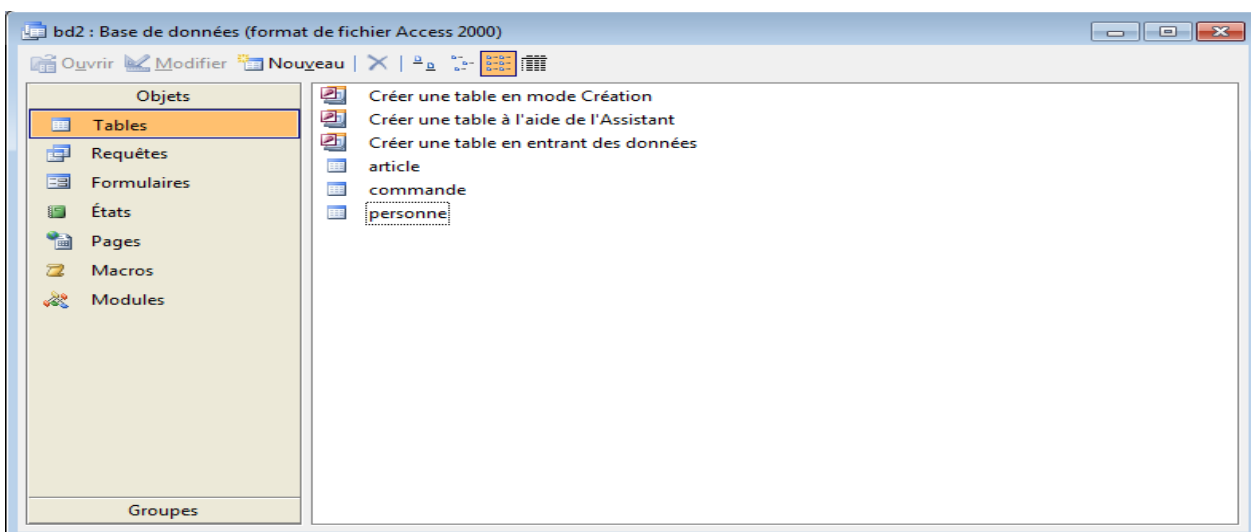 bd2 : Base de données (format de fichier Access 2000)
Ouvrir Modifier Nouveau
Objets
Tables
Requêtes
Formulaires
États
Pages
Macros
Modules
Groupes
Créer une table en mode Création
Créer une table à l'aide de l'Assistant
Créer une table en entrant des données
article
commande
personne